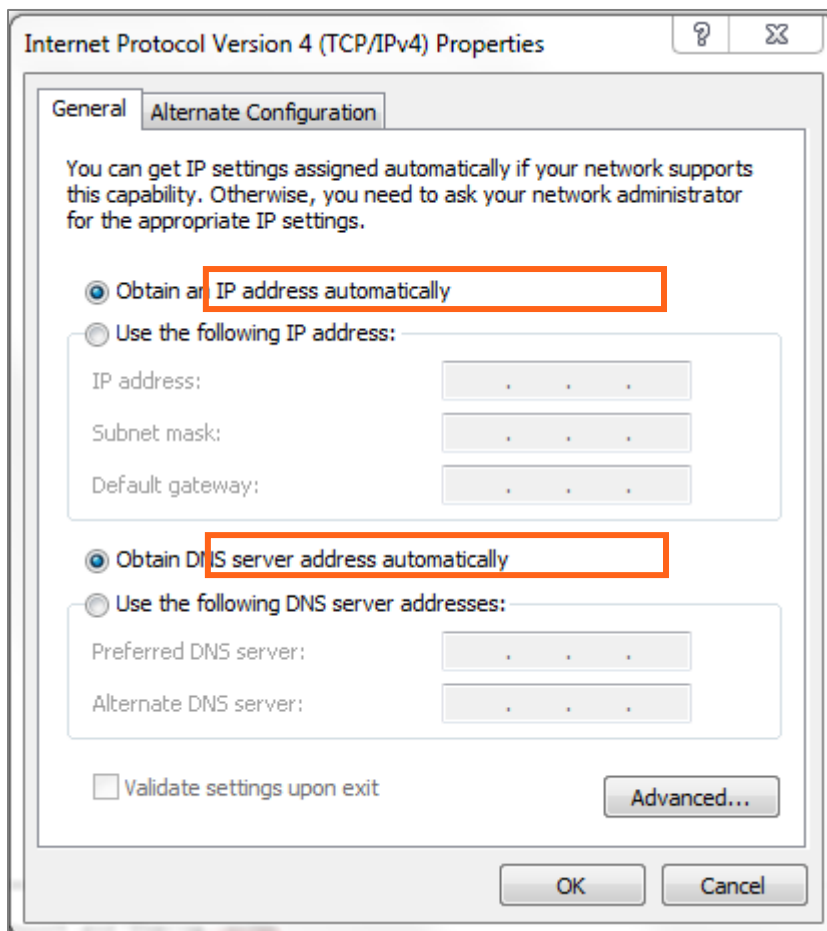 Internet Protocol Version 4 (TCP/IPv4) Properties
General
Alternate Configuration
You can get IP settings assigned automatically if your network supports
this capability. Otherwise, you need to ask your network administrator
for the appropriate IP settings.
Obtain an IP address automatically
Use the following IP address:
IP address:
. . .
Subnet mask:
. . .
Default gateway:
. . .
Obtain DNS server address automatically
Use the following DNS server addresses:
Preferred DNS server:
. . .
Alternate DNS server:
. . .
Validate settings upon exit
Advanced...
OK
Cancel